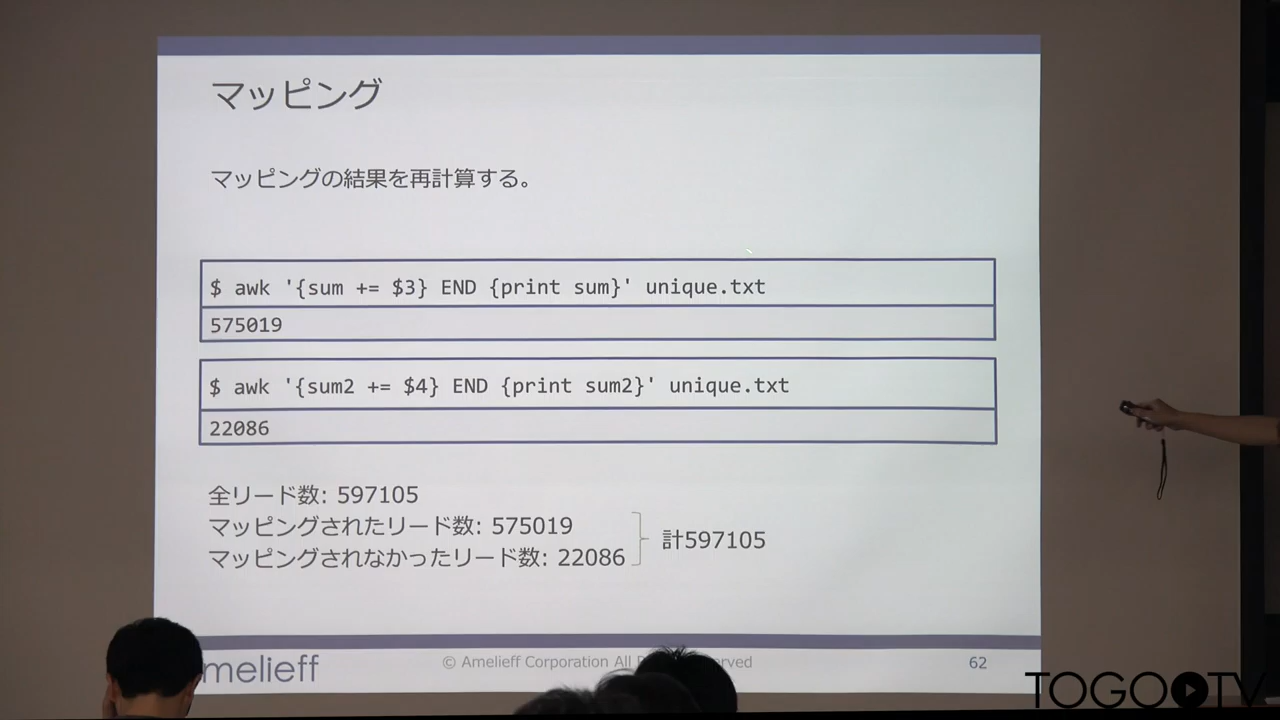 マッピング
マッピングの結果を再計算する。
$ awk '{sum += $3} END {print sum}' unique.txt
575019
$ awk '{sum2 += $4} END {print sum2}' unique.txt
22086
全リード数: 597105
マッピングされたリード数: 575019
マッピングされなかったリード数: 22086
計597105
melieff
© Amelieff Corporation All
62
TOGOTV